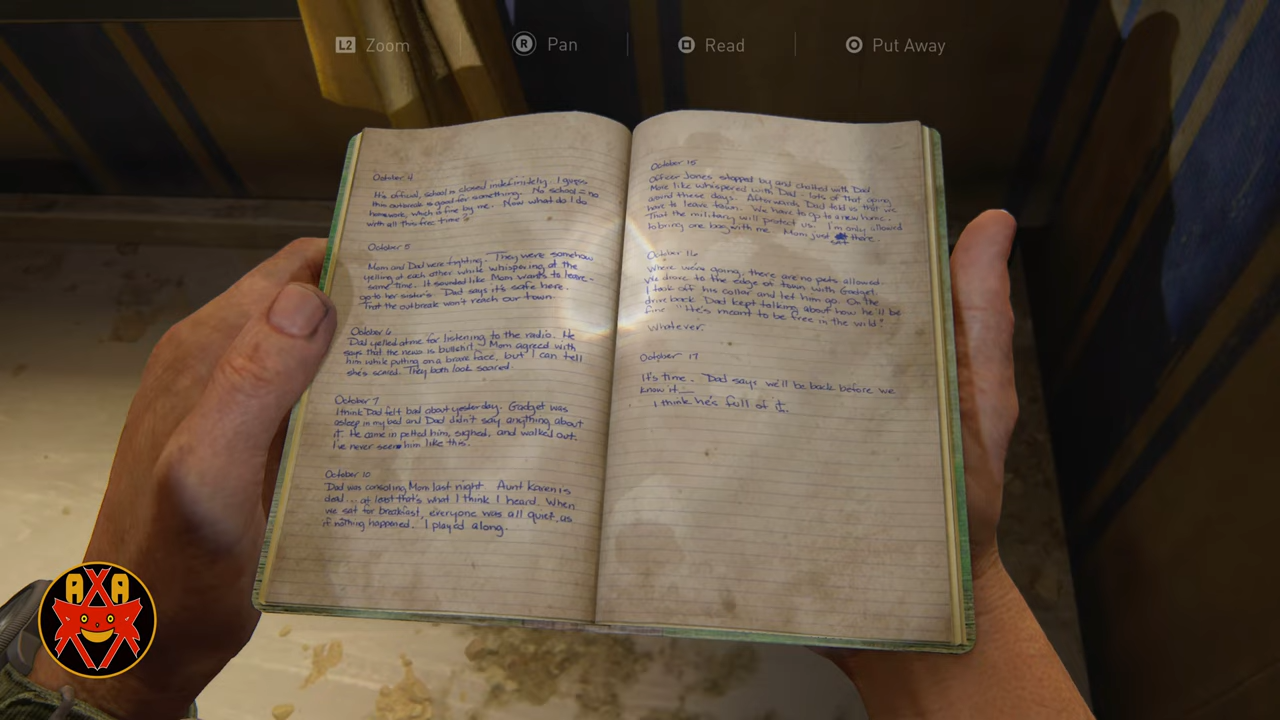 L2 Zoom
R Pan
Read
Put Away
October 4
It's official, school is closed indefinitely. I guess
this outbreak is good for something. No school = no
homework, which is fine by me. Now what do I do
with all this free time?
October 5
Mom and Dad were fighting. They were somehow
yelling at each other while whispering at the
same time. It sounded like Mom wants to leave -
go to her sister's. Dad says it's safe here.
That the outbreak won't reach our town.
October 6
Dad yelled at me for listening to the radio. He
says that the news is bullshit. Mom agreed with
him while putting on a brave face, but I can tell
she's scared. They both look scared.
October 7
I think Dad felt bad about yesterday. Gadget was
asleep in my bed and Dad didn't say anything about
it. He came in petted him, sighed, and walked out.
I've never seen him like this.
October 10
Dad was consoling Mom last night. Aunt Karen is
dead... at least that's what I think I heard. When
we sat for breakfast, everyone was all quiet, as
if nothing happened. I played along.
October 15
Officer Jones stopped by and chatted with Dad.
More like whispered with Dad - lots of that going
around these days. Afterwards Dad told us that we
have to leave town. We have to go to a new home.
That the military will protect us. I'm only allowed
to bring one bag with me. Mom just sat there.
October 16
Where we're going, there are no pets allowed.
We drove to the edge of town with Gadget.
I took off his collar and let him go. On the
drive back Dad kept talking about how he'll be
fine. "He's meant to be free in the wild".
Whatever.
October 17
It's time. Dad says we'll be back before we
know it
I think he's full of it.
AXA